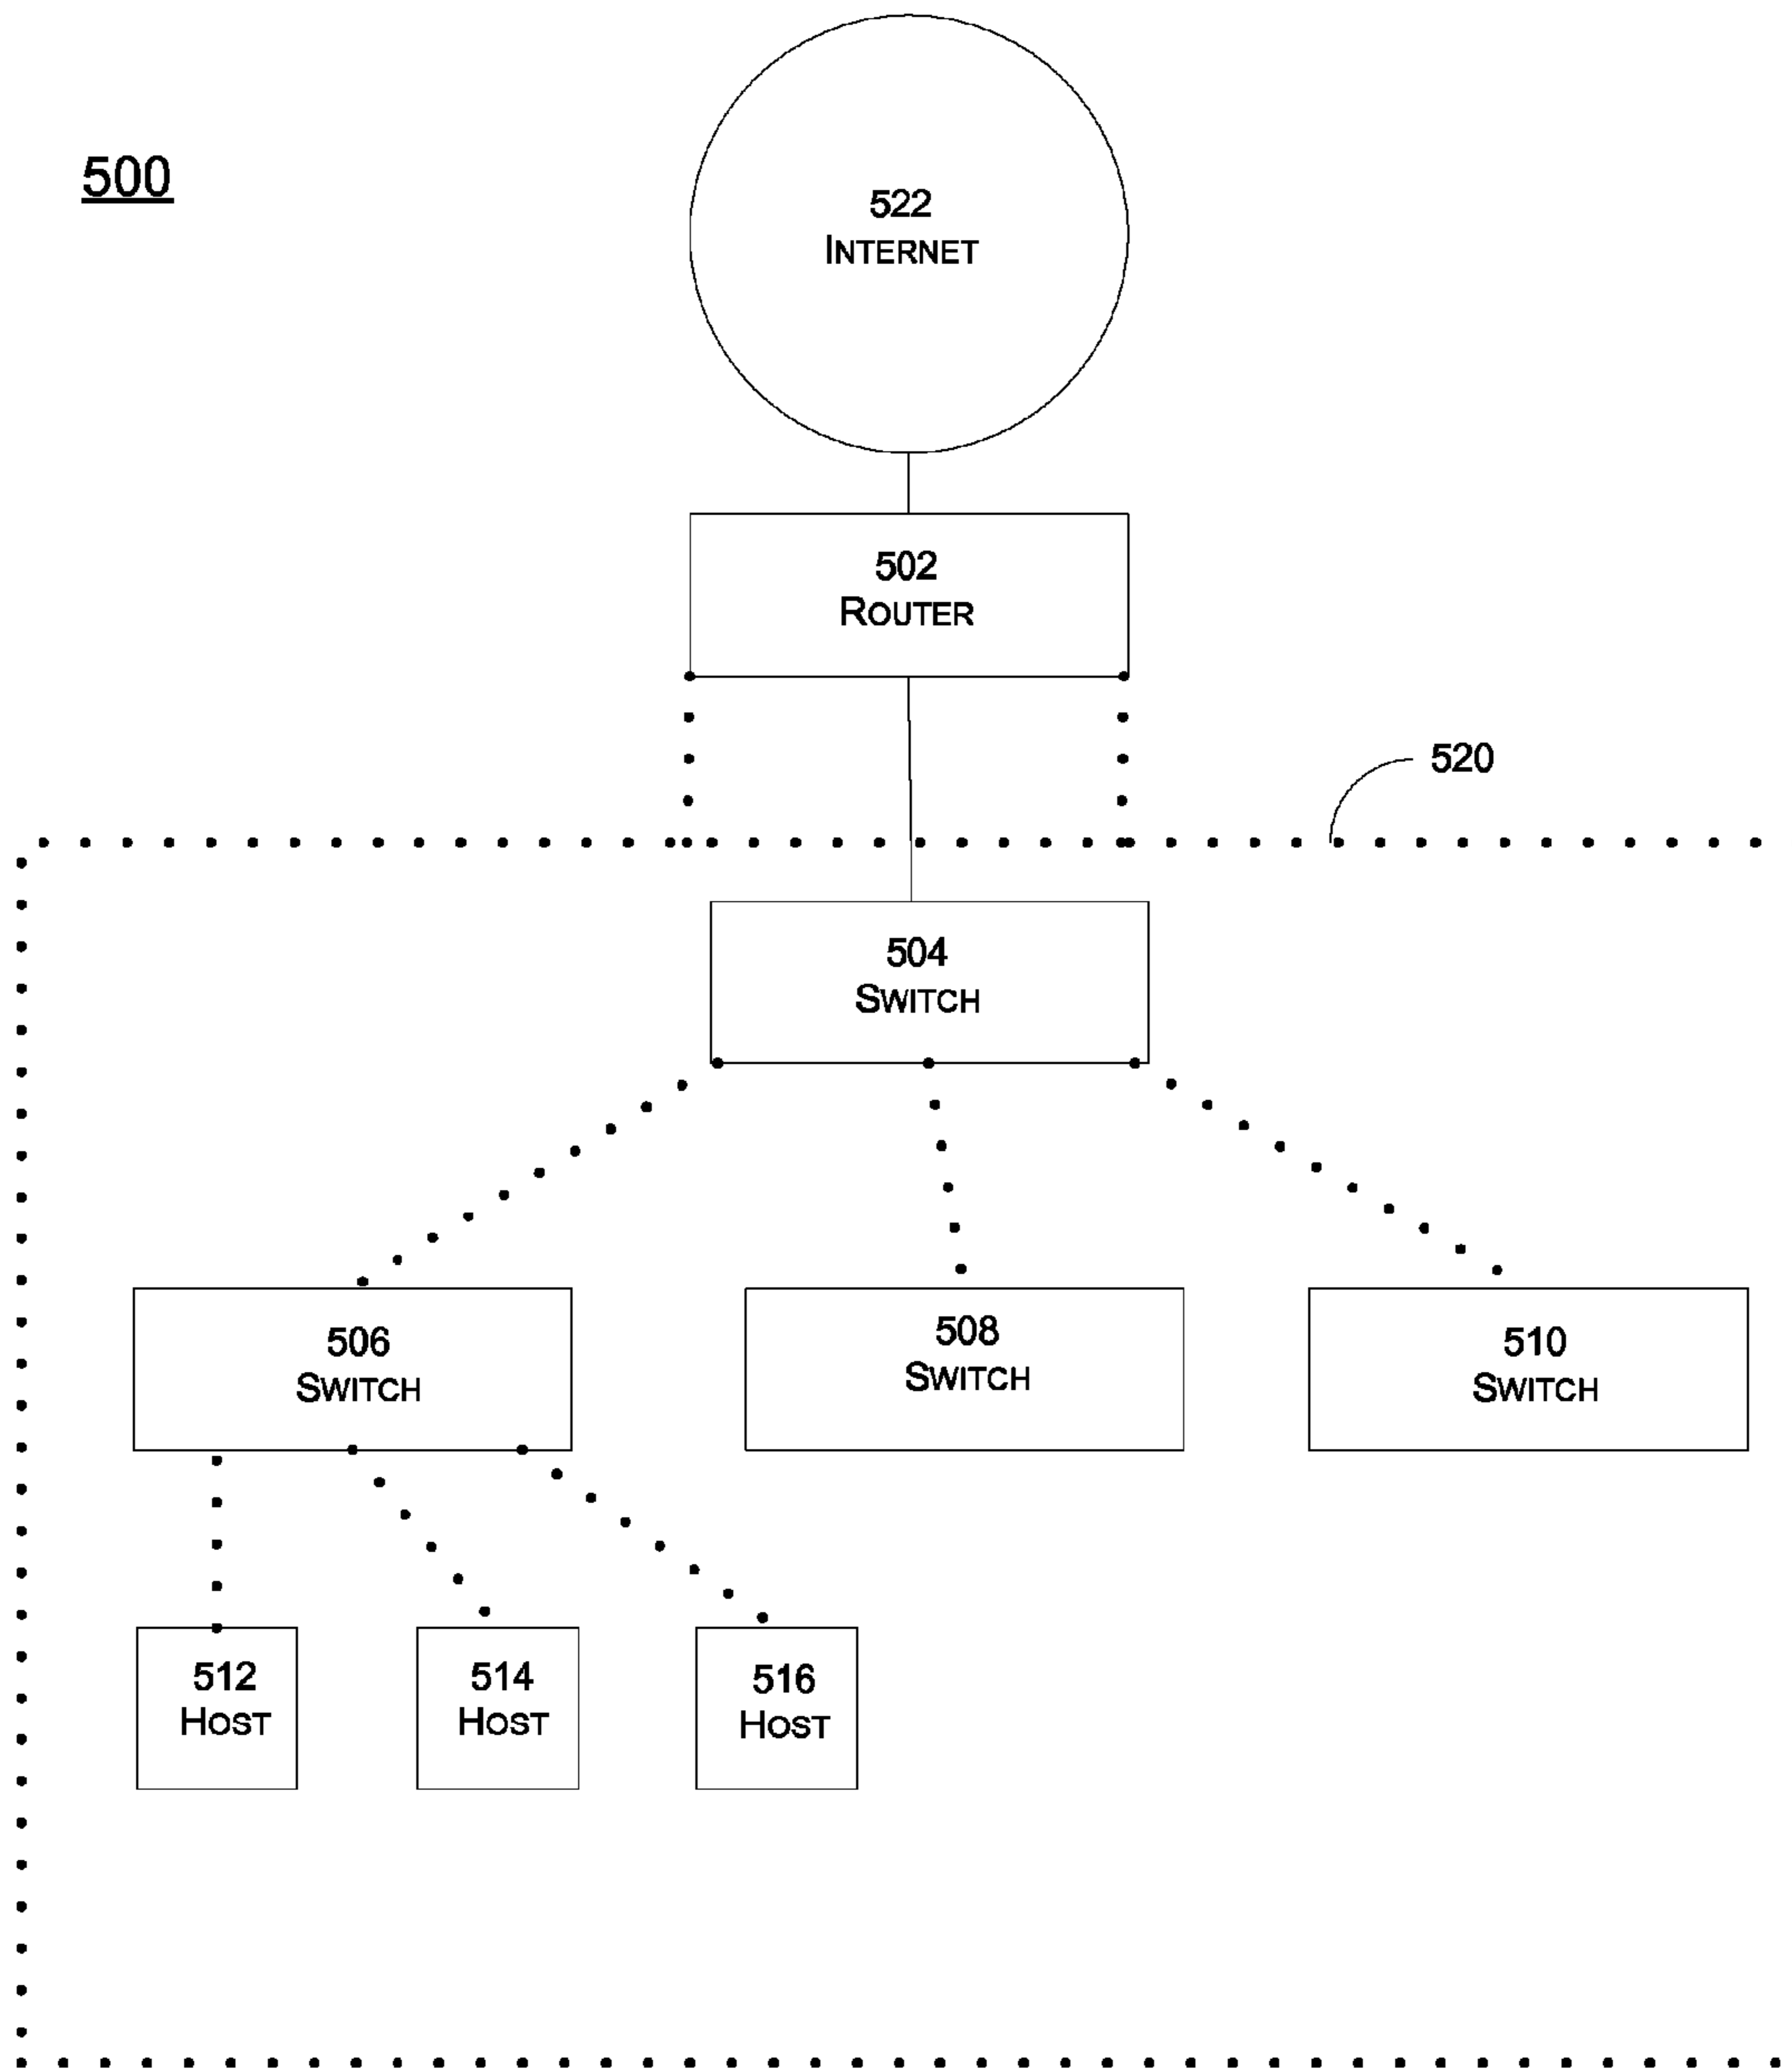 500
522
INTERNET
502
ROUTER
520
504
SWITCH
506
SWITCH
508
SWITCH
510
SWITCH
512
HOST
514
HOST
516
HOST